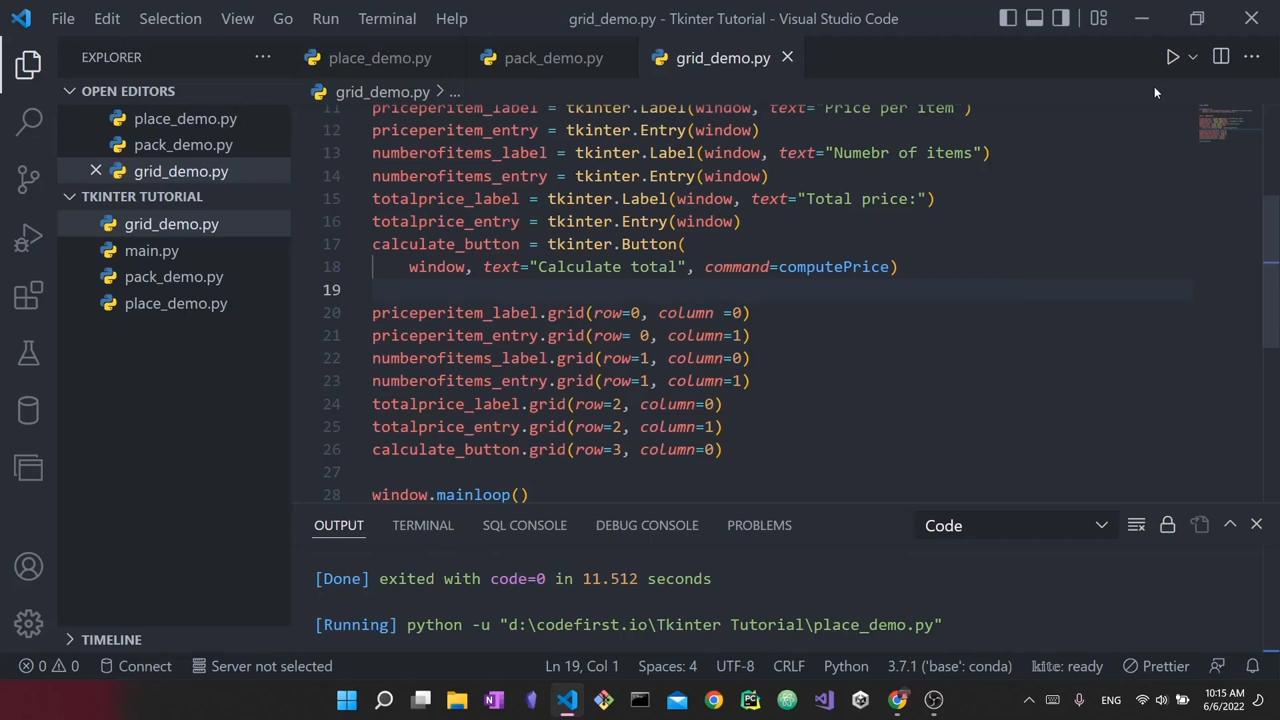 File Edit Selection View Go Run Terminal Help grid_demo.py - Tkinter Tutorial - Visual Studio Code
EXPLORER
OPEN EDITORS
place_demo.py
pack_demo.py
grid_demo.py
TKINTER TUTORIAL
grid_demo.py
main.py
pack_demo.py
place_demo.py
TIMELINE
place_demo.py pack_demo.py grid_demo.py
grid_demo.py > ...
11 priceperitem_label = tkinter.Label(window, text="Price per item")
12 priceperitem_entry = tkinter.Entry(window)
13 numberofitems_label = tkinter.Label(window, text="Numebr of items")
14 numberofitems_entry = tkinter.Entry(window)
15 totalprice_label = tkinter.Label(window, text="Total price:")
16 totalprice_entry = tkinter.Entry(window)
17 calculate_button = tkinter.Button(
18 window, text="Calculate total", command=computePrice)
19
20 priceperitem_label.grid(row=0, column =0)
21 priceperitem_entry.grid(row= 0, column=1)
22 numberofitems_label.grid(row=1, column=0)
23 numberofitems_entry.grid(row=1, column=1)
24 totalprice_label.grid(row=2, column=0)
25 totalprice_entry.grid(row=2, column=1)
26 calculate_button.grid(row=3, column=0)
27
28 window.mainloop()
OUTPUT TERMINAL SQL CONSOLE DEBUG CONSOLE PROBLEMS Code
[Done] exited with code=0 in 11.512 seconds
[Running] python -u "d:\codefirst.io\Tkinter Tutorial\place_demo.py"
0 0 Connect Server not selected Ln 19, Col 1 Spaces: 4 UTF-8 CRLF Python 3.7.1 ('base': conda) kite: ready Prettier
ENG 10:15 AM
6/6/2022